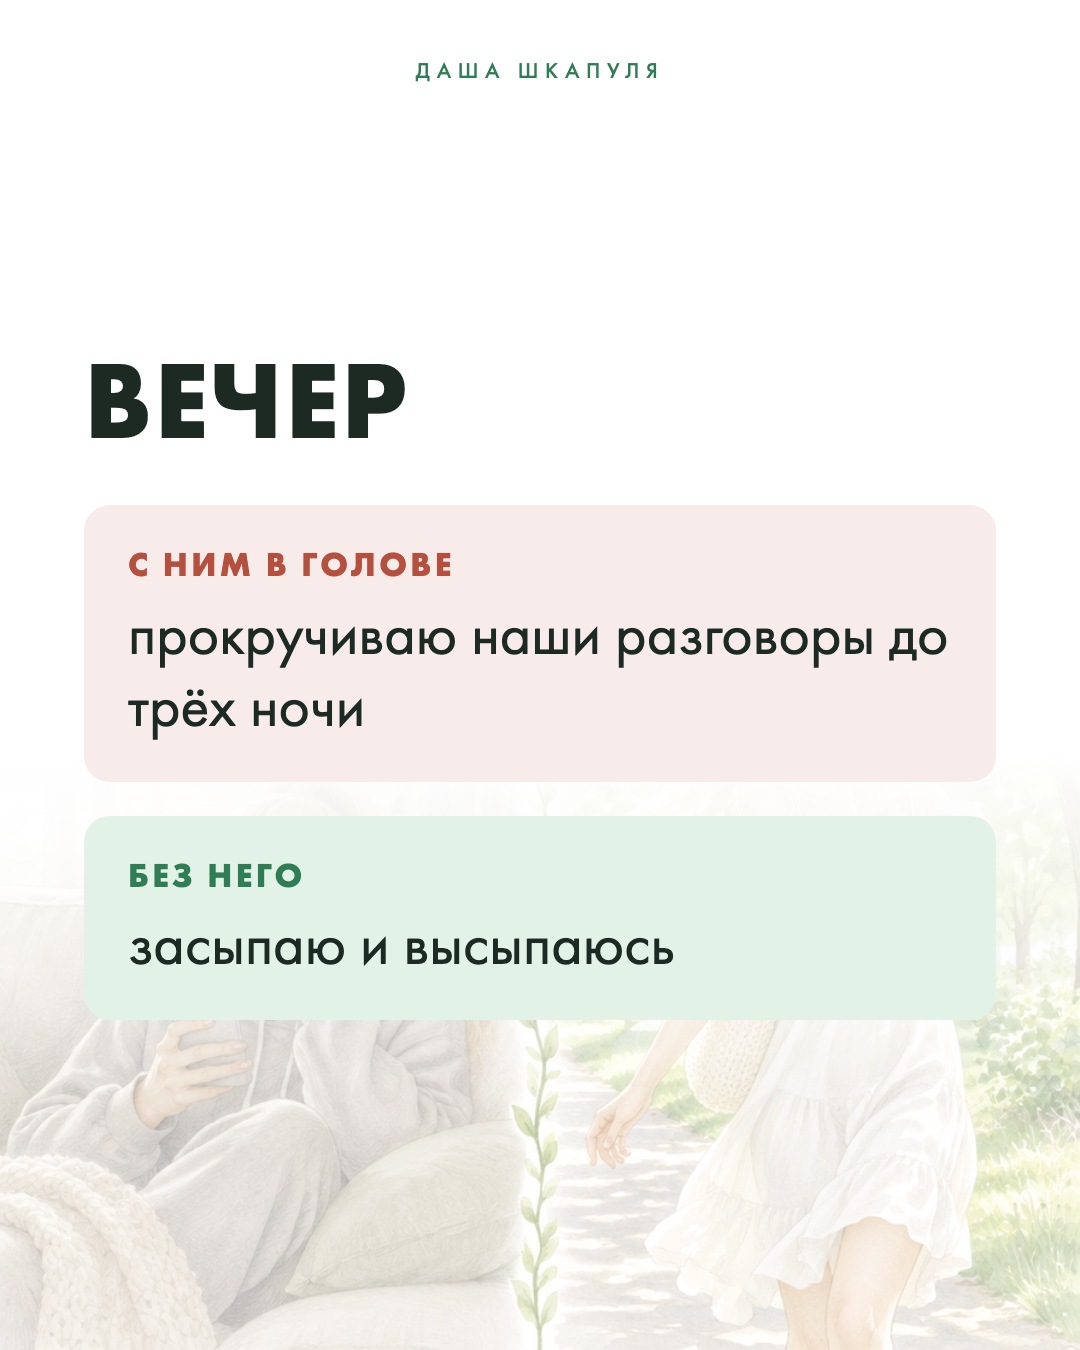 ДАША ШКАПУЛЯ
ВЕЧЕР
С НИМ В ГОЛОВЕ
прокручиваю наши разговоры до
трёх ночи
БЕЗ НЕГО
засыпаю и высыпаюсь